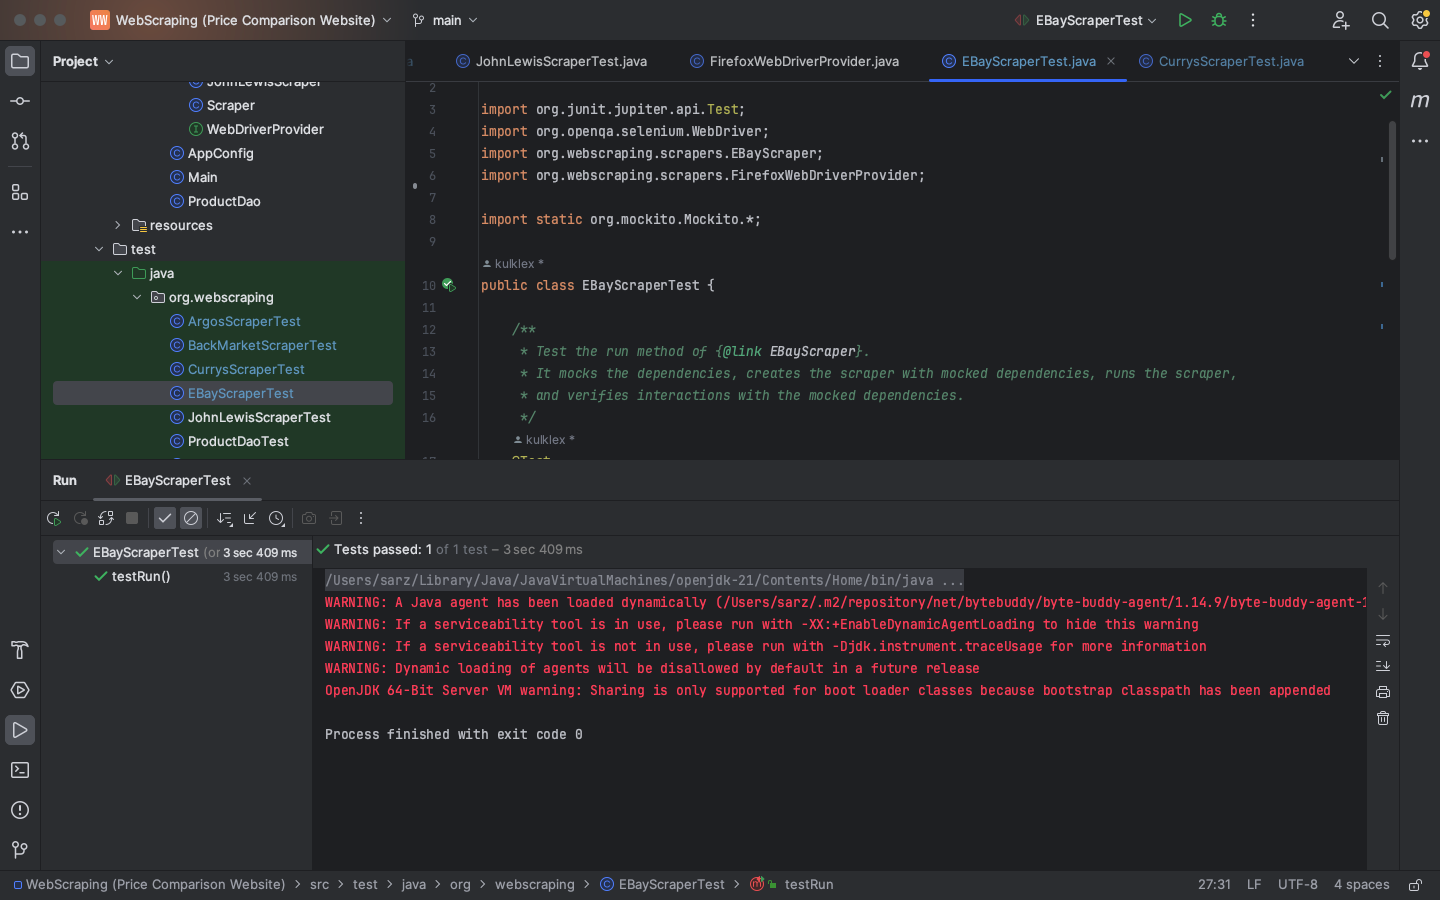 WW WebScraping (Price Comparison Website) main EBayScraperTest
Project
JohnLewisScraperTest.java FirefoxWebDriverProvider.java EBayScraperTest.java CurrysScraperTest.java
JohnLewisScraper
Scraper
WebDriverProvider
AppConfig
Main
ProductDao
resources
test
java
org.webscraping
ArgosScraperTest
BackMarketScraperTest
CurrysScraperTest
EBayScraperTest
JohnLewisScraperTest
ProductDaoTest
2
3 import org.junit.jupiter.api.Test;
4 import org.openqa.selenium.WebDriver;
5 import org.webscraping.scrapers.EBayScraper;
6 import org.webscraping.scrapers.FirefoxWebDriverProvider;
7
8 import static org.mockito.Mockito.*;
9
kulklex *
10 public class EBayScraperTest {
11
12 /**
13 * Test the run method of {@link EBayScraper}.
14 * It mocks the dependencies, creates the scraper with mocked dependencies, runs the scraper,
15 * and verifies interactions with the mocked dependencies.
16 */
kulklex *
17 @Test
m
Run EBayScraperTest
EBayScraperTest (or 3 sec 409 ms
testRun() 3 sec 409 ms
Tests passed: 1 of 1 test – 3 sec 409 ms
/Users/sarz/Library/Java/JavaVirtualMachines/openjdk-21/Contents/Home/bin/java ...
WARNING: A Java agent has been loaded dynamically (/Users/sarz/.m2/repository/net/bytebuddy/byte-buddy-agent/1.14.9/byte-buddy-agent-1
WARNING: If a serviceability tool is in use, please run with -XX:+EnableDynamicAgentLoading to hide this warning
WARNING: If a serviceability tool is not in use, please run with -Djdk.instrument.traceUsage for more information
WARNING: Dynamic loading of agents will be disallowed by default in a future release
OpenJDK 64-Bit Server VM warning: Sharing is only supported for boot loader classes because bootstrap classpath has been appended
Process finished with exit code 0
WebScraping (Price Comparison Website) src test java org webscraping EBayScraperTest testRun 27:31 LF UTF-8 4 spaces